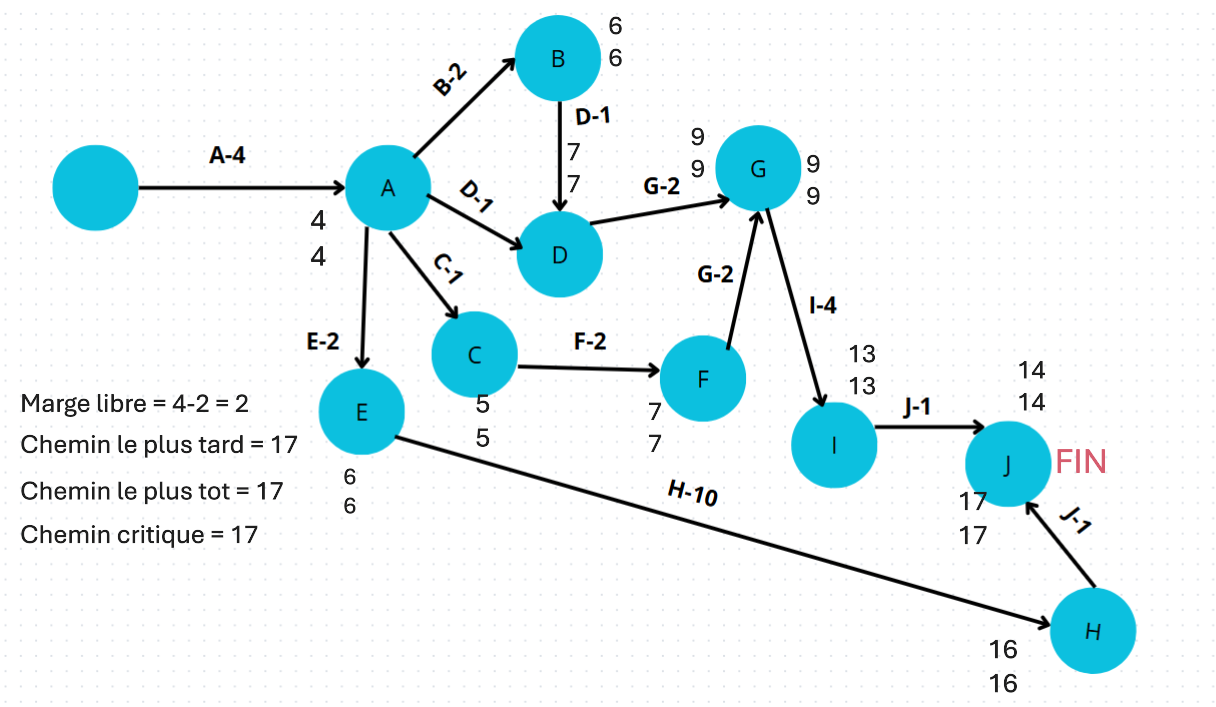 6
6
B
B-2
D-1
7
7
A-4
A
4
4
D-1
D
G-2
9
9
G
9
9
C-1
G-2
I-4
E-2
C
5
5
F-2
F
7
7
13
13
I
J-1
14
14
J
FIN
17
17
E
6
6
H-10
J-1
H
16
16
Marge libre = 4-2 = 2
Chemin le plus tard = 17
Chemin le plus tot = 17
Chemin critique = 17